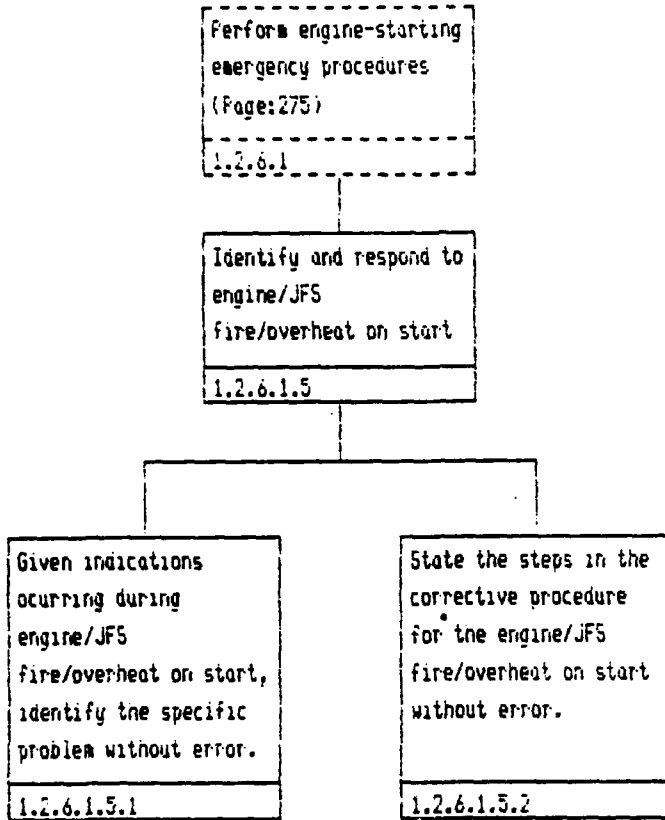 Perform engine-starting
emergency procedures
(Page:275)
1.2.6.1
Identify and respond to
engine/JFS
fire/overheat on start
1.2.6.1.5
Given indications
ocurring during
engine/JFS
fire/overheat on start,
identify the specific
problem without error.
1.2.6.1.5.1
State the steps in the
corrective procedure
for the engine/JFS
fire/overheat on start
without error.
1.2.6.1.5.2